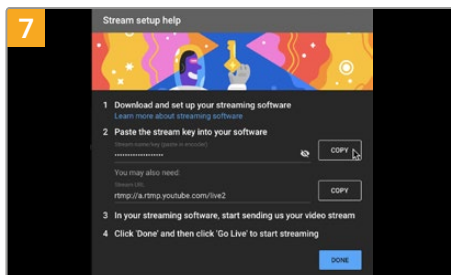 7
Stream setup help
1 Download and set up your streaming software
Learn more about streaming software
2 Paste the stream key into your software
Stream name/key (paste in encoder)
••••••••••••••••••••
COPY
You may also need:
Stream URL
rtmp://a.rtmp.youtube.com/live2
COPY
3 In your streaming software, start sending us your video stream
4 Click 'Done' and then click 'Go Live' to start streaming
DONE